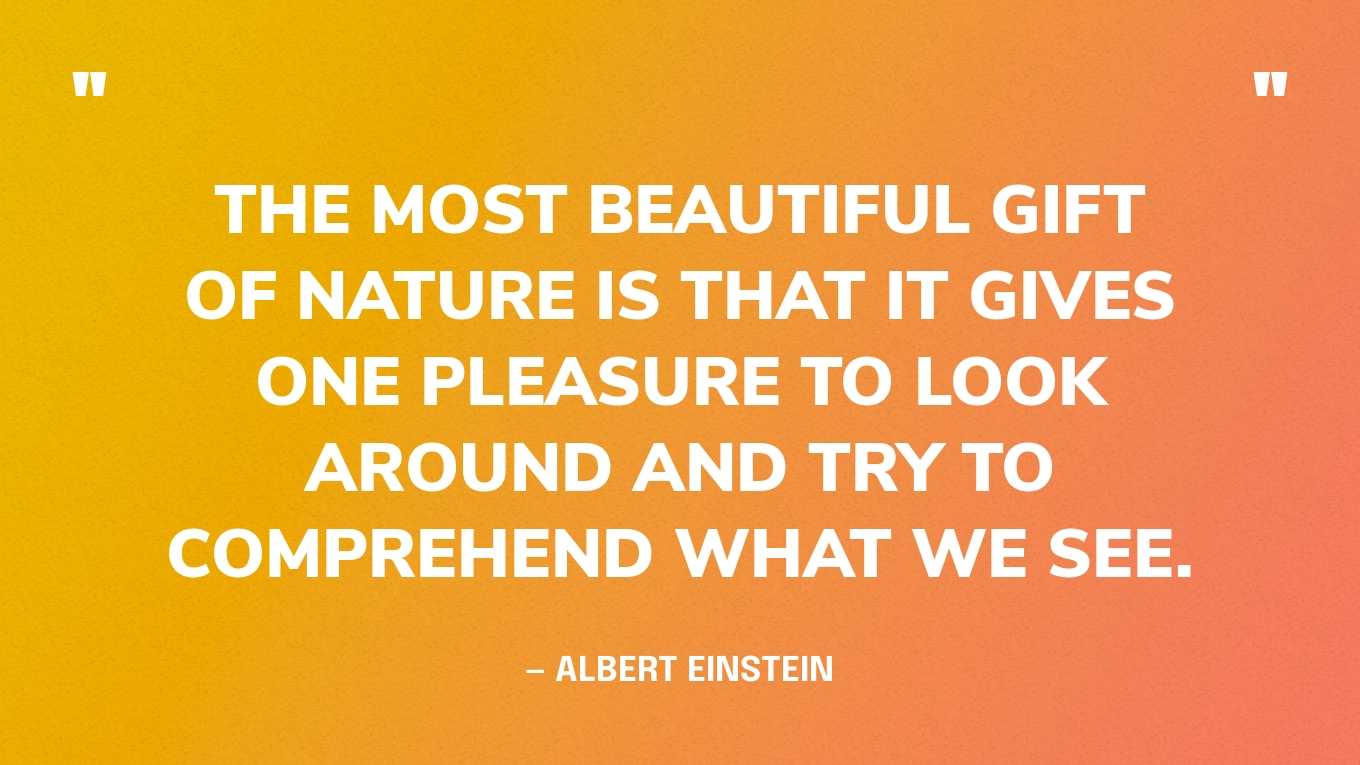 " "
THE MOST BEAUTIFUL GIFT
OF NATURE IS THAT IT GIVES
ONE PLEASURE TO LOOK
AROUND AND TRY TO
COMPREHEND WHAT WE SEE.
– ALBERT EINSTEIN